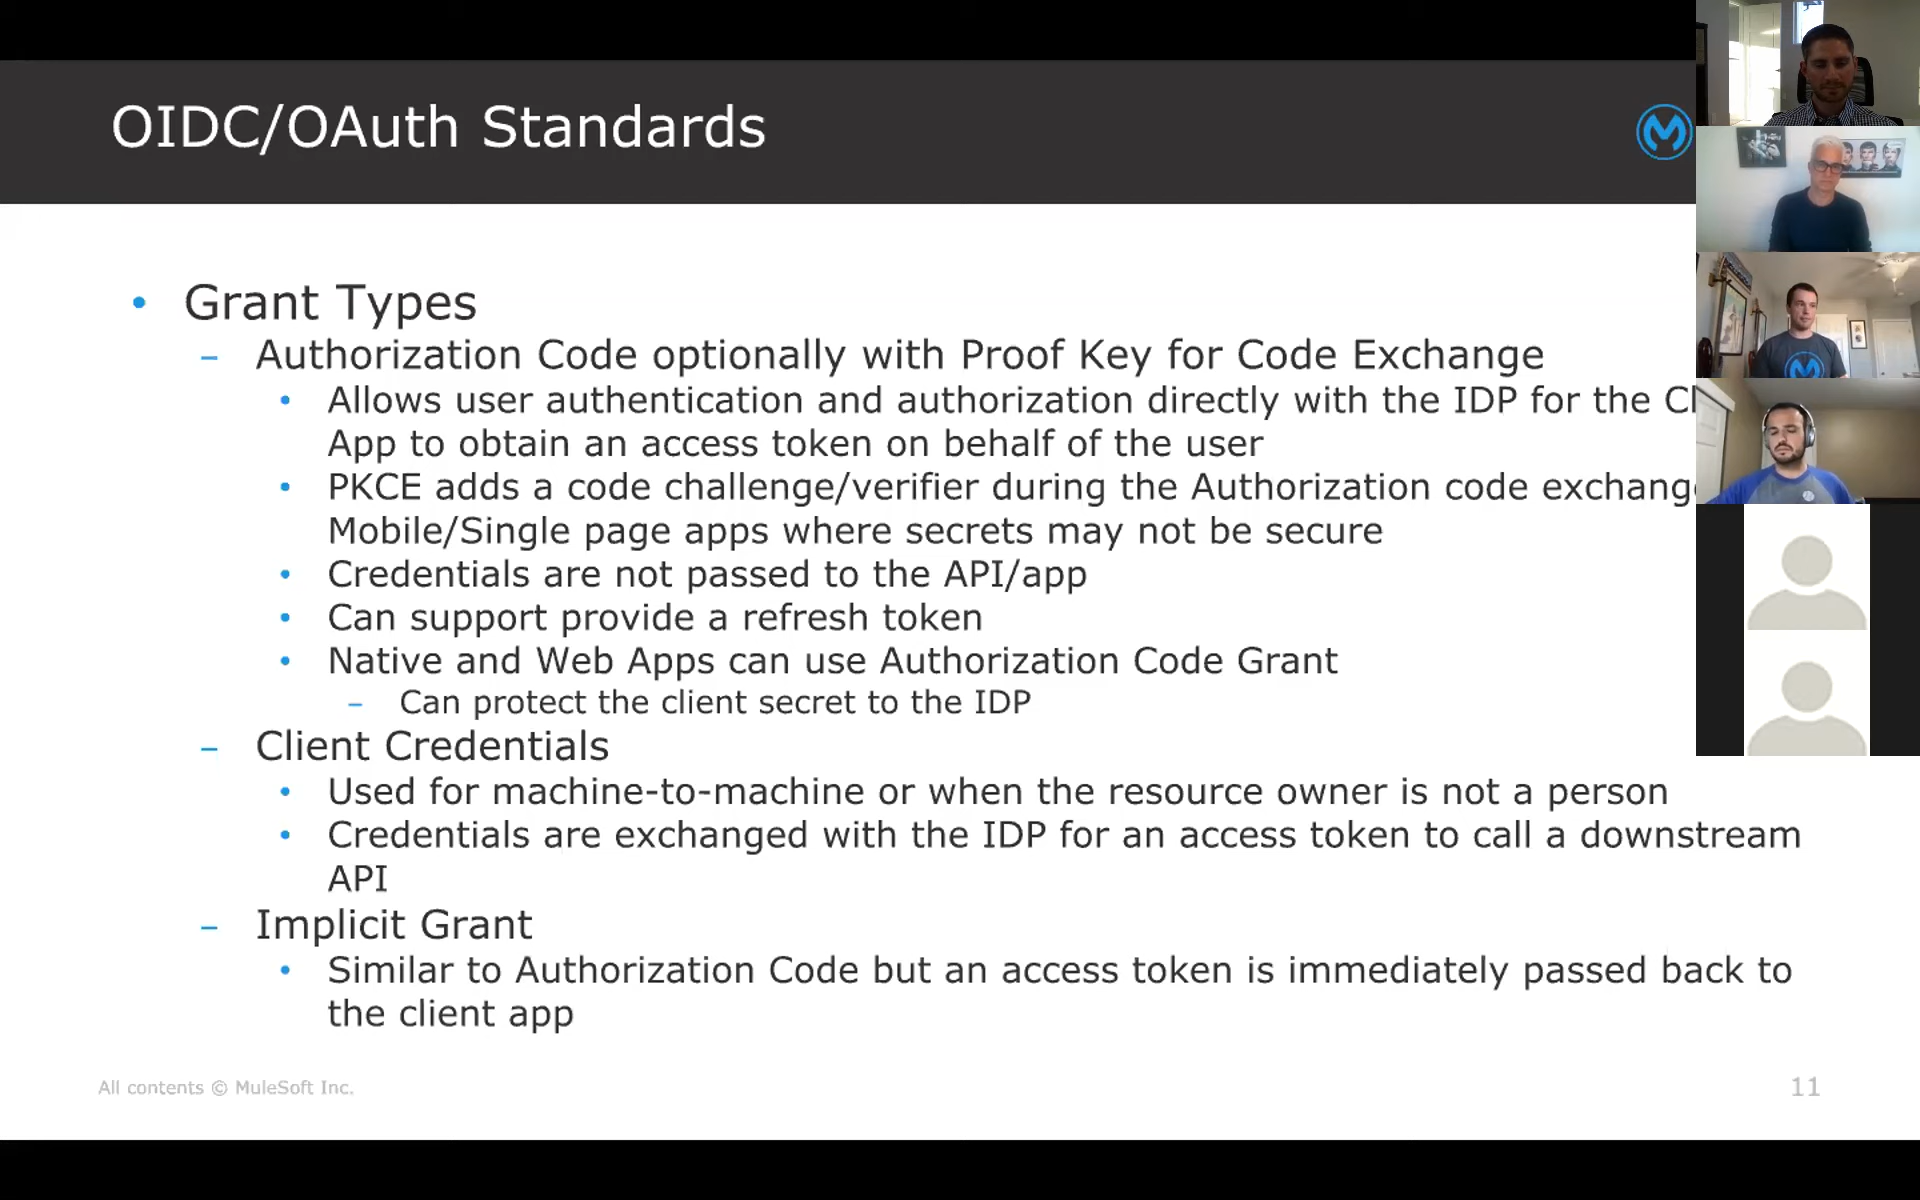 OIDC/OAuth Standards
Grant Types
Authorization Code optionally with Proof Key for Code Exchange
Allows user authentication and authorization directly with the IDP for the
App to obtain an access token on behalf of the user
PKCE adds a code challenge/verifier during the Authorization code
Mobile/Single page apps where secrets may not be secure
Credentials are not passed to the API/app
Can support provide a refresh token
Native and Web Apps can use Authorization Code Grant
Can protect the client secret to the IDP
Client Credentials
Used for machine-to-machine or when the resource owner is not a person
Credentials are exchanged with the IDP for an access token to call a downstream
API
Implicit Grant
Similar to Authorization Code but an access token is immediately passed back to
the client app
All contents © MuleSoft Inc.
11